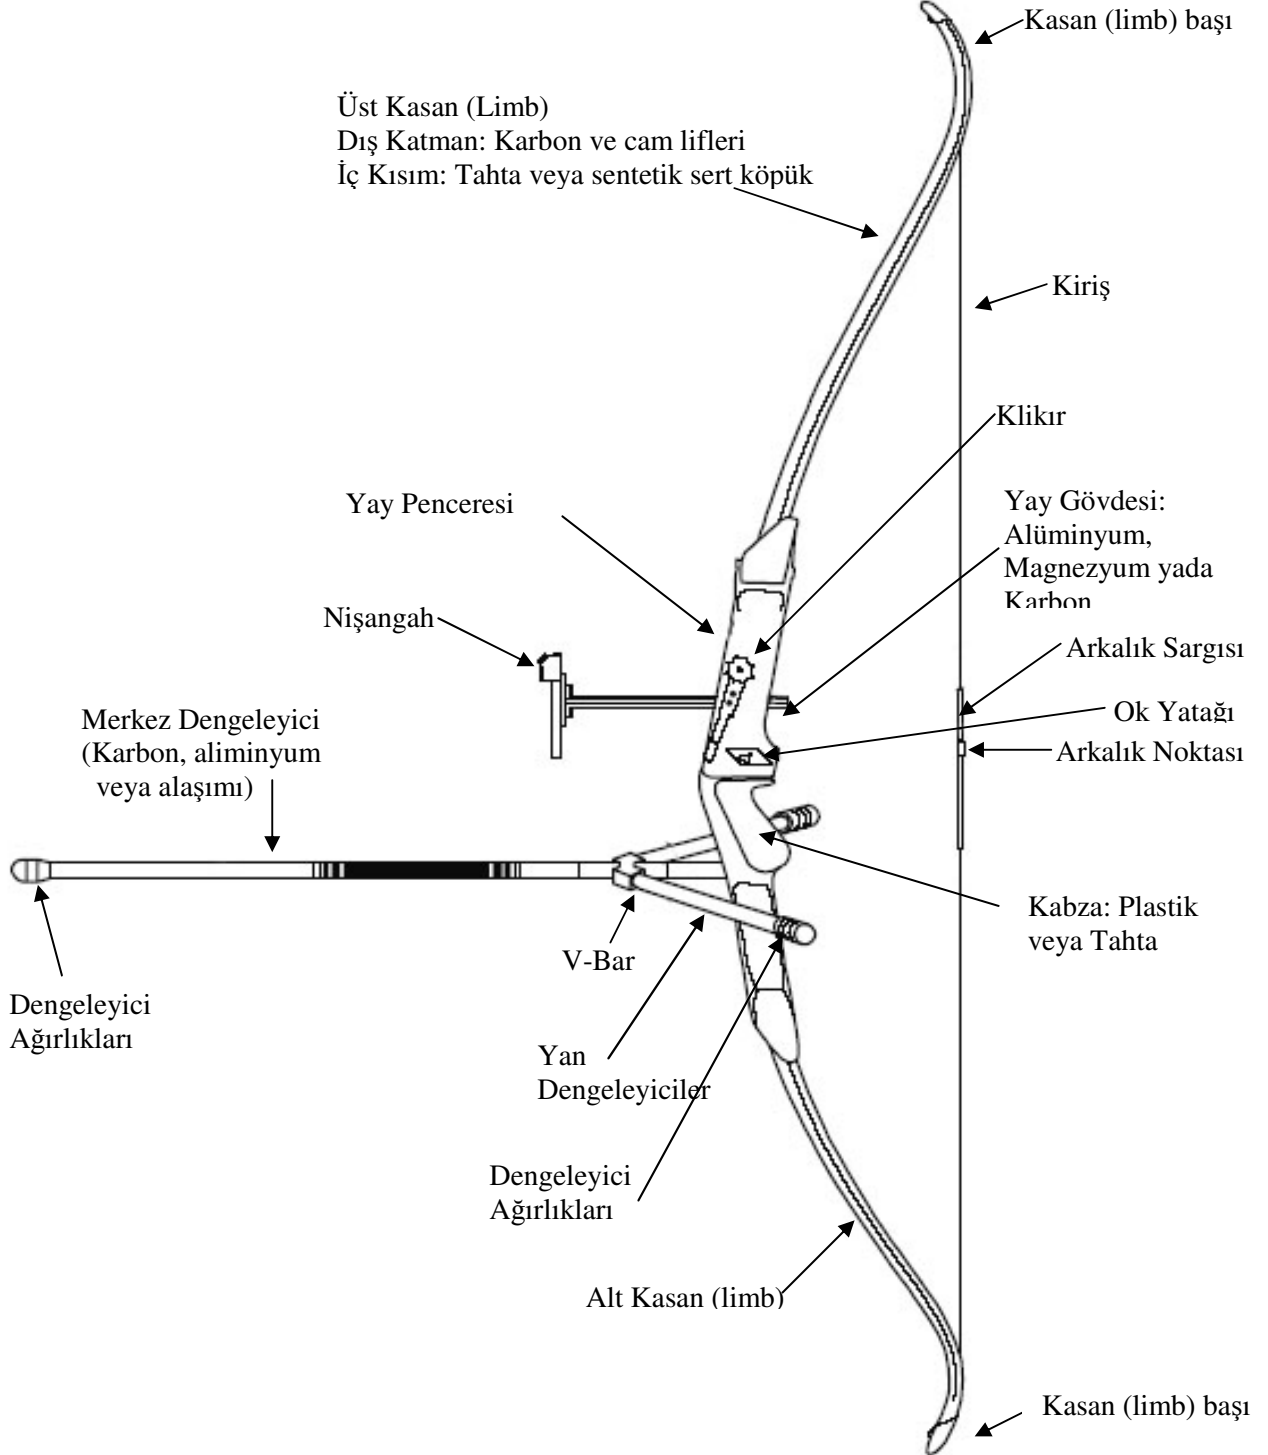 Kasan (limb) başı
Üst Kasan (Limb)
Dış Katman: Karbon ve cam lifleri
İç Kısım: Tahta veya sentetik sert köpük
Kiriş
Klikır
Yay Penceresi
Yay Gövdesi:
Alüminyum,
Magnezyum yada
Karbon
Nişangah
Arkalık Sargısı
Merkez Dengeleyici
(Karbon, aliminyum
veya alaşımı)
Ok Yatağı
Arkalık Noktası
Kabza: Plastik
veya Tahta
V-Bar
Dengeleyici
Ağırlıkları
Yan
Dengeleyiciler
Dengeleyici
Ağırlıkları
Alt Kasan (limb)
Kasan (limb) başı